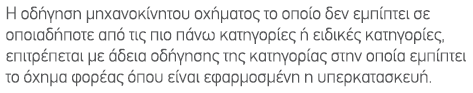 Η οδήγηση μηχανοκίνητου οχήματος το οποίο δεν εμπίπτει σε
οποιαδήποτε από τις πιο πάνω κατηγορίες ή ειδικές κατηγορίες,
επιτρέπεται με άδεια οδήγησης της κατηγορίας στην οποία εμπίπτει
το όχημα φορέας όπου είναι εφαρμοσμένη η υπερκατασκευή.